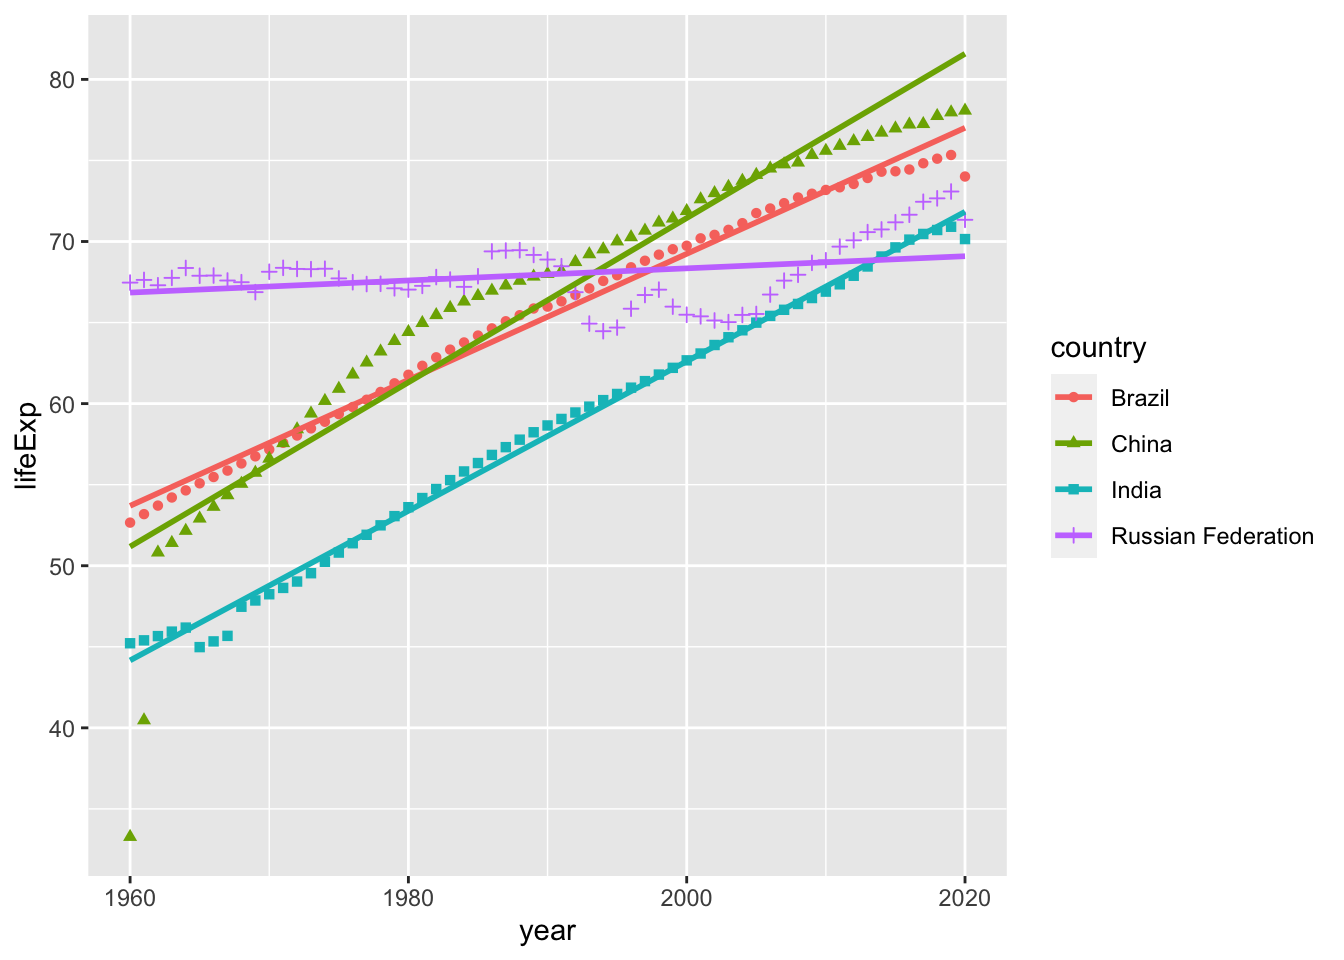 80
70
60
50
40
lifeExp
1960
1980
2000
2020
year
country
Brazil
China
India
Russian Federation